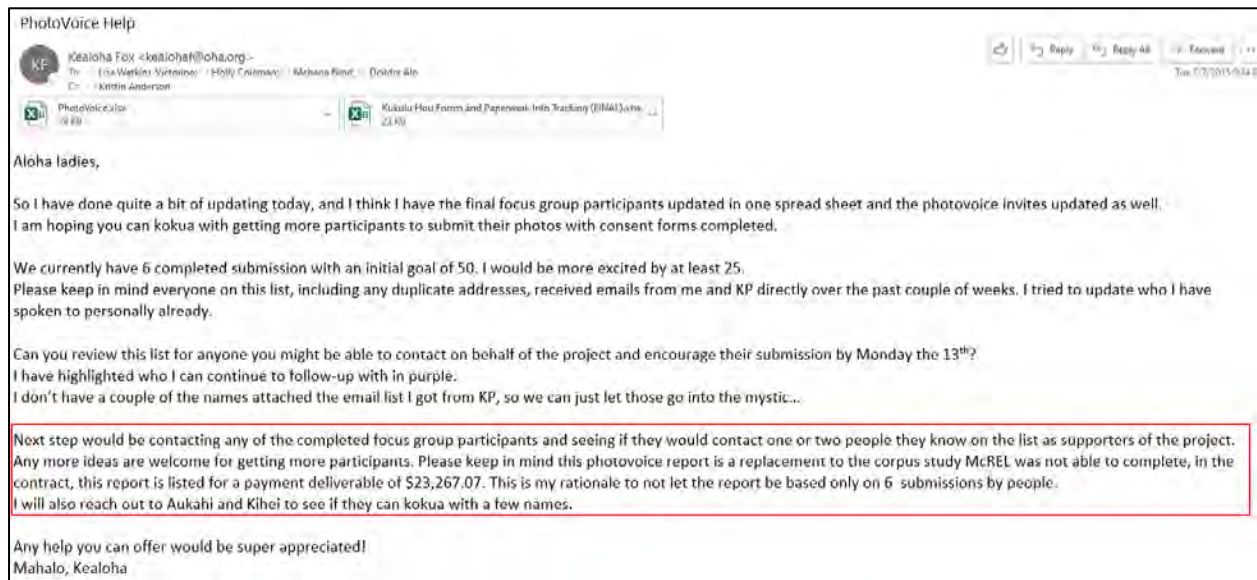 PhotoVoice Help
KF
Kealoha Fox <kealohaf@oha.org>
To Lisa Watkins-Victorino; Holly Coleman;
Cc Kristin Anderson
Reply Reply All Forward
PhotoVoice.xlsx
Kukulu Hou Forms and Paperwork Info Tracking (FINAL).xlsx
23 KB
Aloha ladies,
So I have done quite a bit of updating today, and I think I have the final focus group participants updated in one spread sheet and the photovoice invites updated as well.
I am hoping you can kokua with getting more participants to submit their photos with consent forms completed.
We currently have 6 completed submission with an initial goal of 50. I would be more excited by at least 25.
Please keep in mind everyone on this list, including any duplicate addresses, received emails from me and KP directly over the past couple of weeks. I tried to update who I have
spoken to personally already.
Can you review this list for anyone you might be able to contact on behalf of the project and encourage their submission by Monday the 13th?
I have highlighted who I can continue to follow-up with in purple.
I don't have a couple of the names attached the email list I got from KP, so we can just let those go into the mystic...
Next step would be contacting any of the completed focus group participants and seeing if they would contact one or two people they know on the list as supporters of the project.
Any more ideas are welcome for getting more participants. Please keep in mind this photovoice report is a replacement to the corpus study McREL was not able to complete, in the
contract, this report is listed for a payment deliverable of $23,267.07. This is my rationale to not let the report be based only on 6 submissions by people.
I will also reach out to Aukahi and Kihei to see if they can kokua with a few names.
Any help you can offer would be super appreciated!
Mahalo, Kealoha